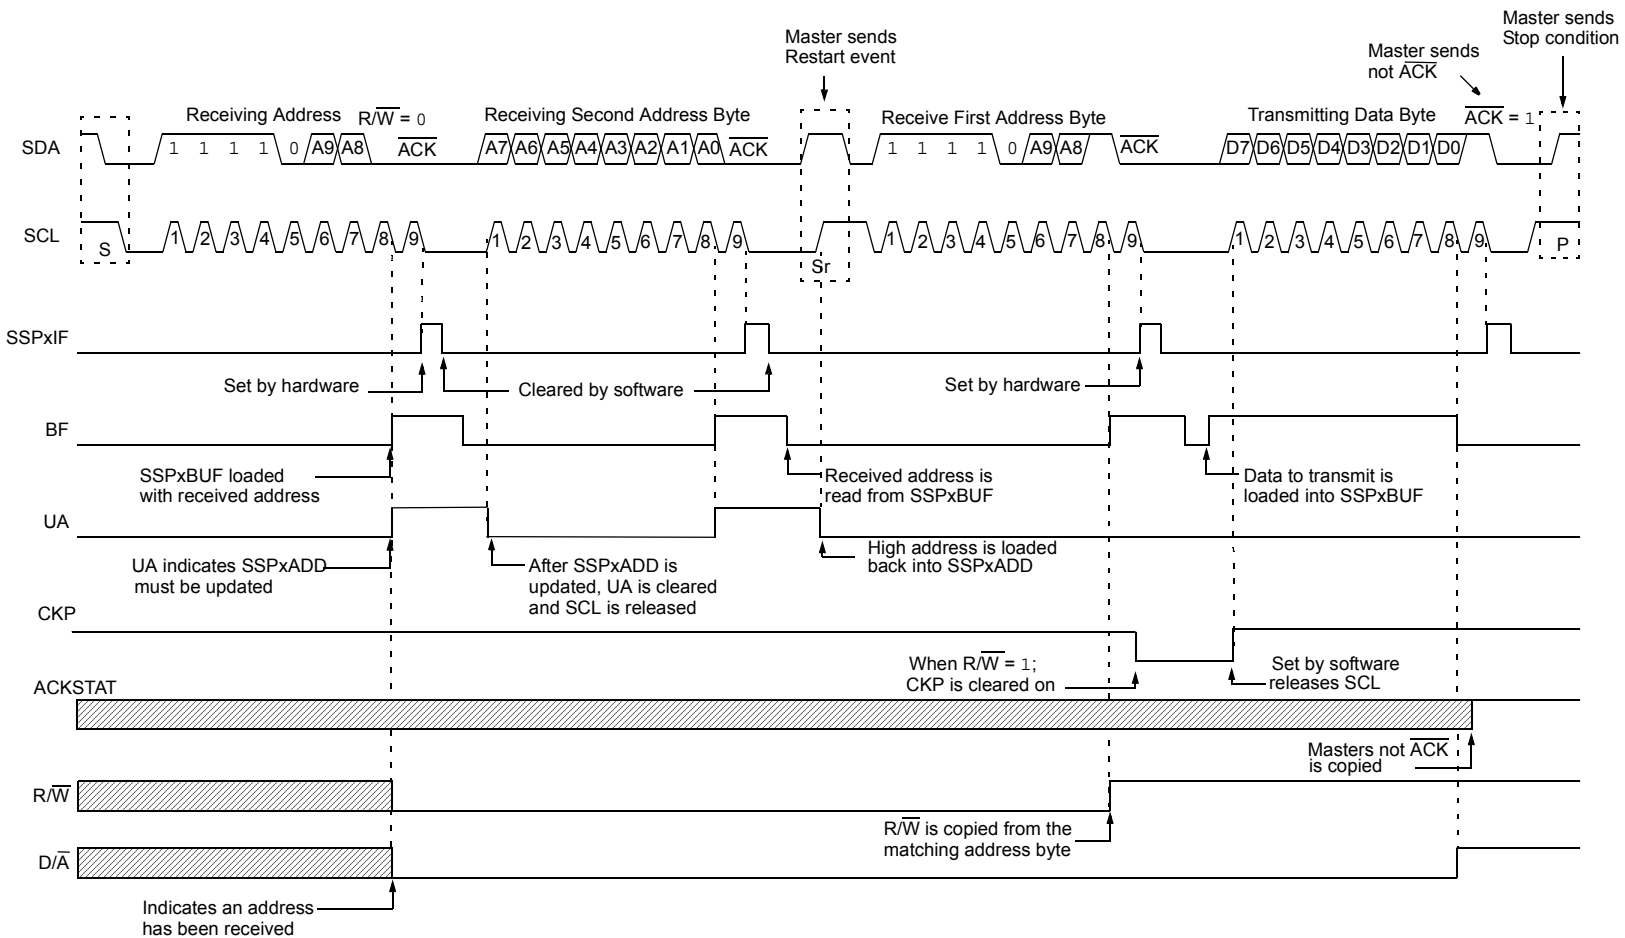 Master sends
Stop condition
Master sends
Restart event
Master sends
not A̅C̅K̅
Receiving Address R/W̅ = 0
Receiving Second Address Byte
Receive First Address Byte
Transmitting Data Byte
A̅C̅K̅ = 1
SDA
1 1 1 1 0 A9 A8 A̅C̅K̅
A7 A6 A5 A4 A3 A2 A1 A0 A̅C̅K̅
1 1 1 1 0 A9 A8 A̅C̅K̅
D7 D6 D5 D4 D3 D2 D1 D0
SCL
S
1 2 3 4 5 6 7 8 9
1 2 3 4 5 6 7 8 9
Sr
1 2 3 4 5 6 7 8 9
1 2 3 4 5 6 7 8 9
P
SSPxIF
Set by hardware
Cleared by software
Set by hardware
BF
SSPxBUF loaded
with received address
Received address is
read from SSPxBUF
Data to transmit is
loaded into SSPxBUF
UA
UA indicates SSPxADD
must be updated
After SSPxADD is
updated, UA is cleared
and SCL is released
High address is loaded
back into SSPxADD
CKP
When R/W̅ = 1;
CKP is cleared on
Set by software
releases SCL
ACKSTAT
Masters not A̅C̅K̅
is copied
R/W̅
R/W̅ is copied from the
matching address byte
D/A̅
Indicates an address
has been received